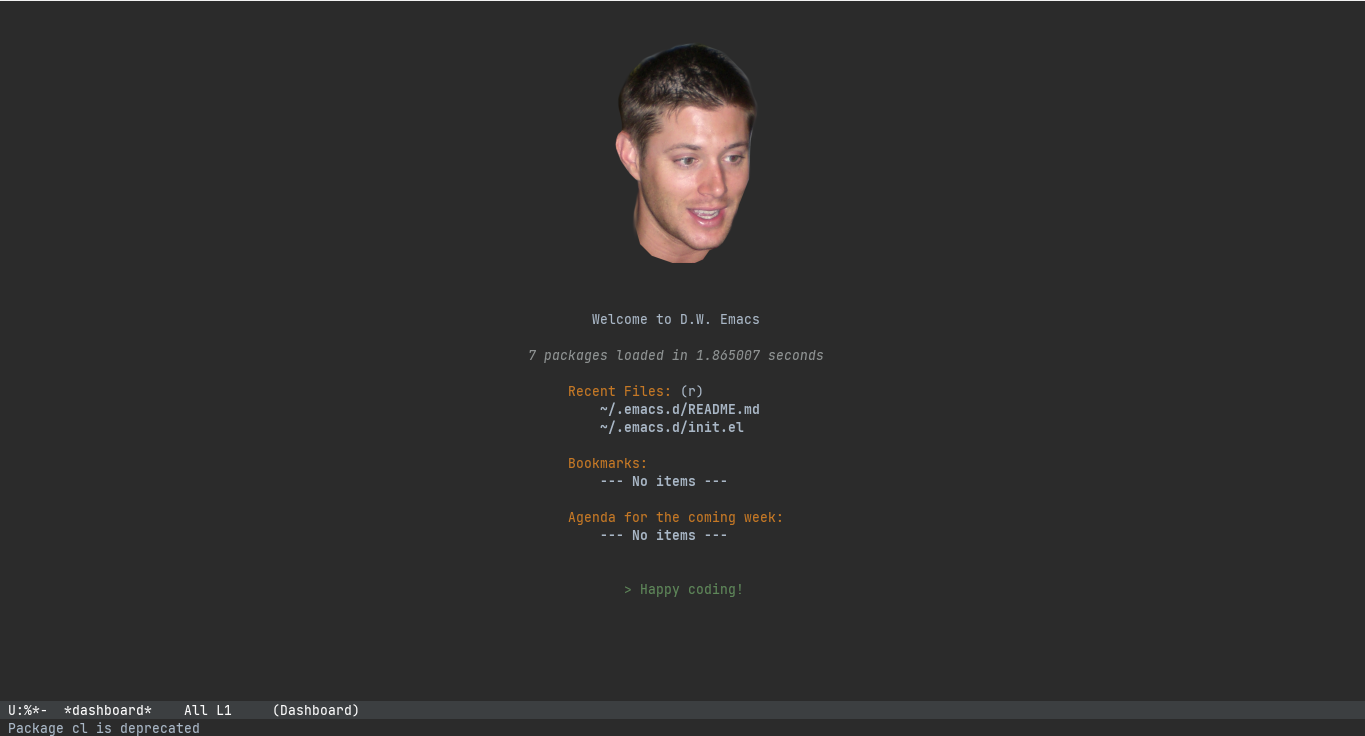 Welcome to D.W. Emacs
7 packages loaded in 1.865007 seconds
Recent Files: (r)
~/.emacs.d/README.md
~/.emacs.d/init.el
Bookmarks:
--- No items ---
Agenda for the coming week:
--- No items ---
> Happy coding!
U:%*-  *dashboard*    All L1     (Dashboard)
Package cl is deprecated